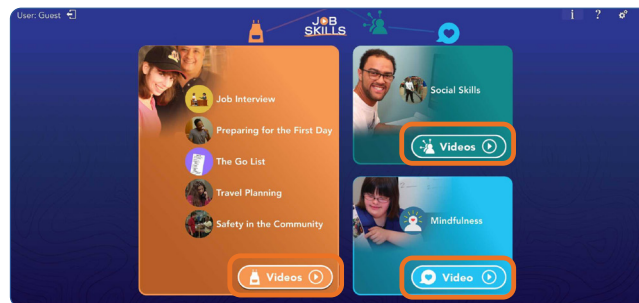 User: Guest
i ?
JOB
SKILLS
Job Interview
Preparing for the First Day
The Go List
Travel Planning
Safety in the Community
Videos
Social Skills
Videos
Mindfulness
Video